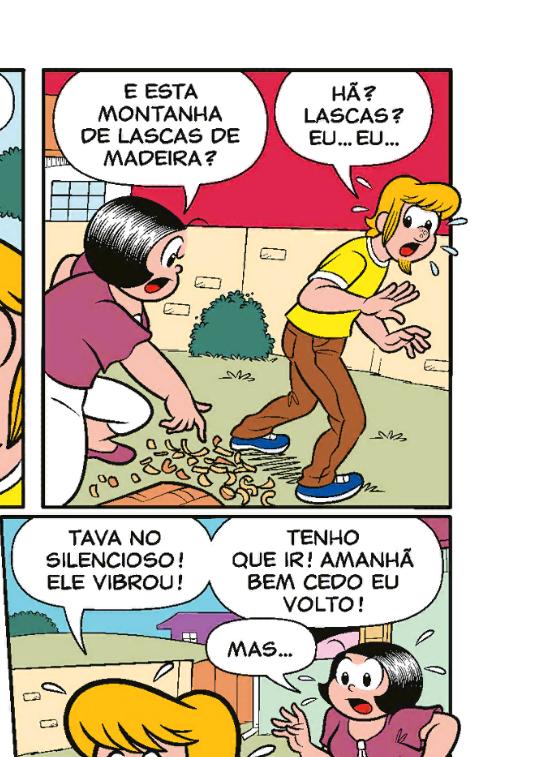 E ESTA
MONTANHA
DE LASCAS DE
MADEIRA?
HÃ?
LASCAS?
EU... EU...
TAVA NO
SILENCIOSO!
ELE VIBROU!
TENHO
QUE IR! AMANHÃ
BEM CEDO EU
VOLTO!
MAS...